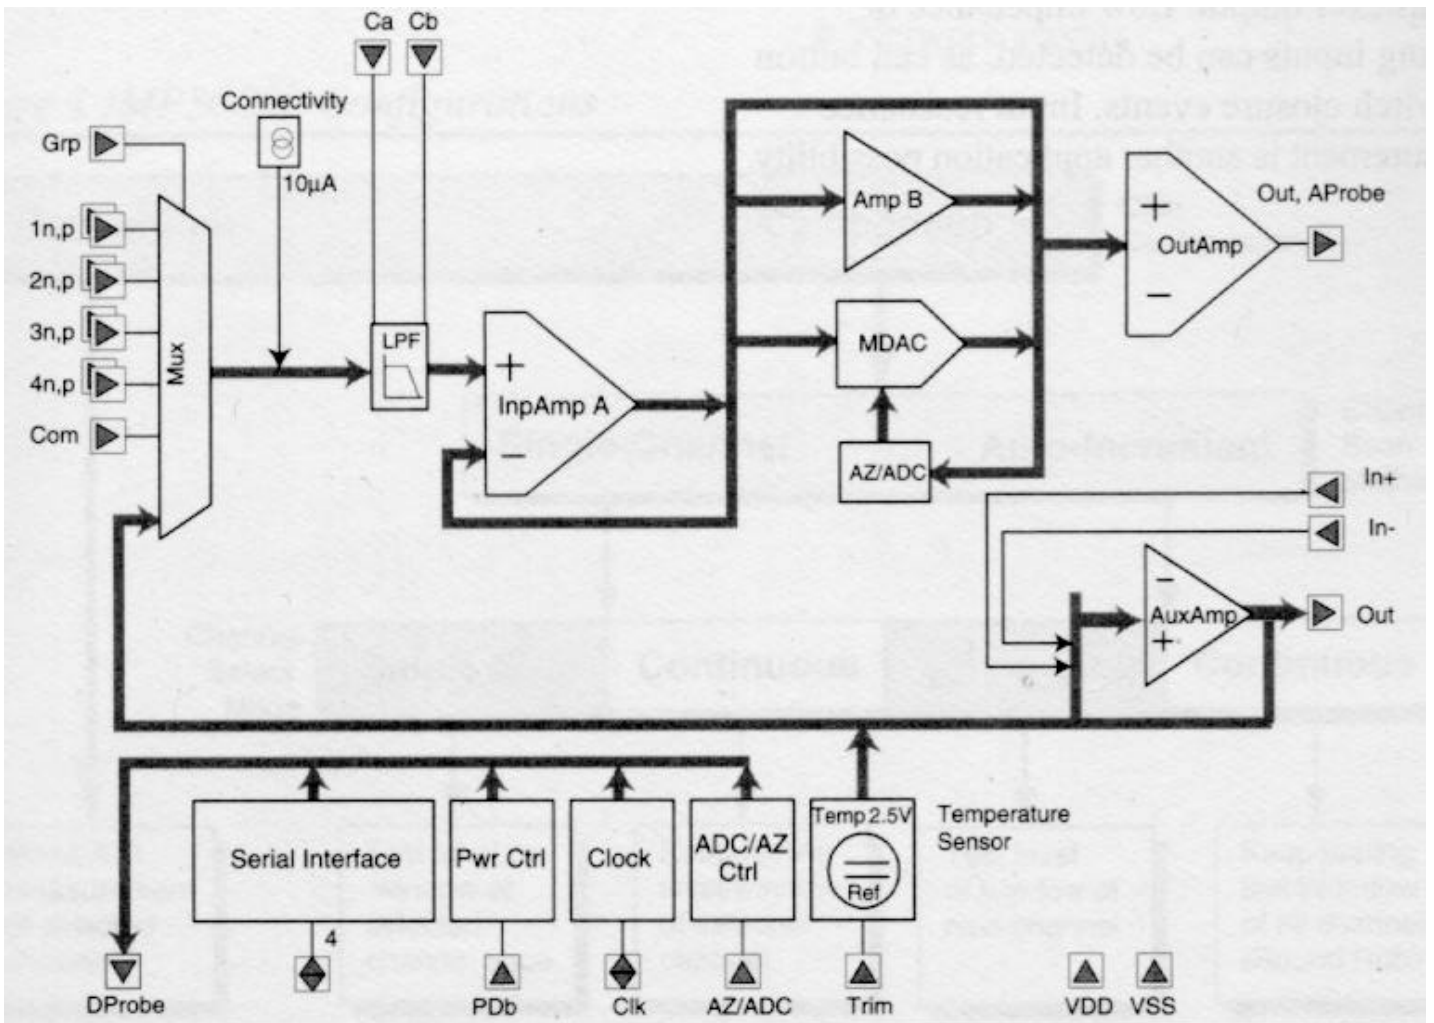 Ca Cb
Connectivity
10µA
Grp
1n,p
2n,p
3n,p
4n,p
Com
Mux
LPF
+
InpAmp A
−
Amp B
MDAC
AZ/ADC
+
OutAmp
−
Out, AProbe
In+
In-
−
AuxAmp
+
Out
Serial Interface
Pwr Ctrl
Clock
ADC/AZ
Ctrl
Temp 2.5V
Ref
Temperature
Sensor
4
DProbe
PDb
Clk
AZ/ADC
Trim
VDD
VSS